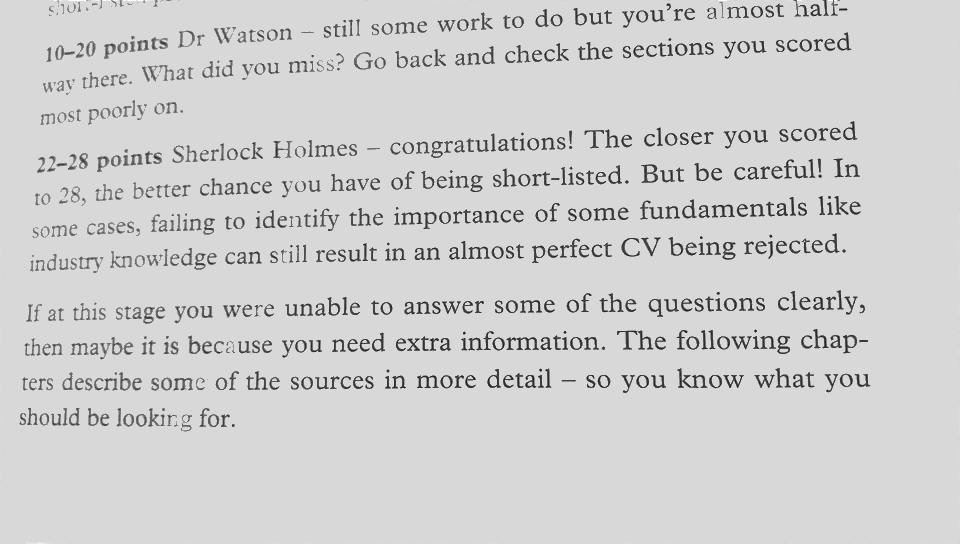 10–20 points Dr Watson – still some work to do but you're almost half-
way there. What did you miss? Go back and check the sections you scored
most poorly on.
22–28 points Sherlock Holmes – congratulations! The closer you scored
to 28, the better chance you have of being short-listed. But be careful! In
some cases, failing to identify the importance of some fundamentals like
industry knowledge can still result in an almost perfect CV being rejected.
If at this stage you were unable to answer some of the questions clearly,
then maybe it is because you need extra information. The following chap-
ters describe some of the sources in more detail – so you know what you
should be looking for.